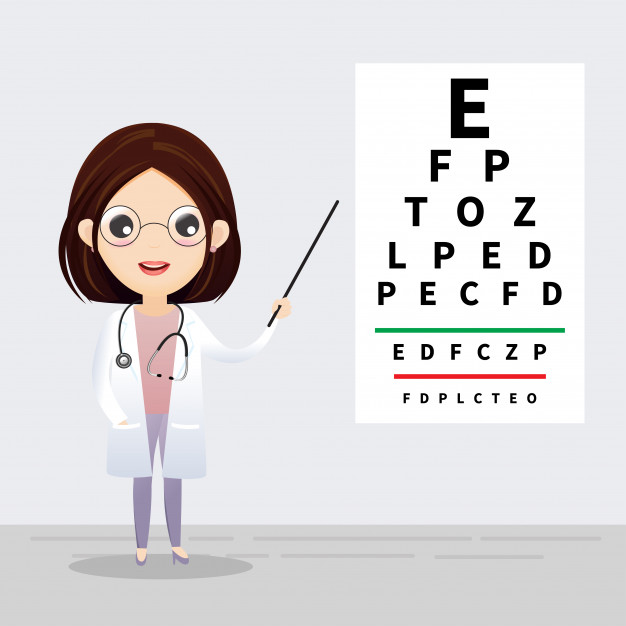 E
F P
T O Z
L P E D
P E C F D
E D F C Z P
F D P L C T E O